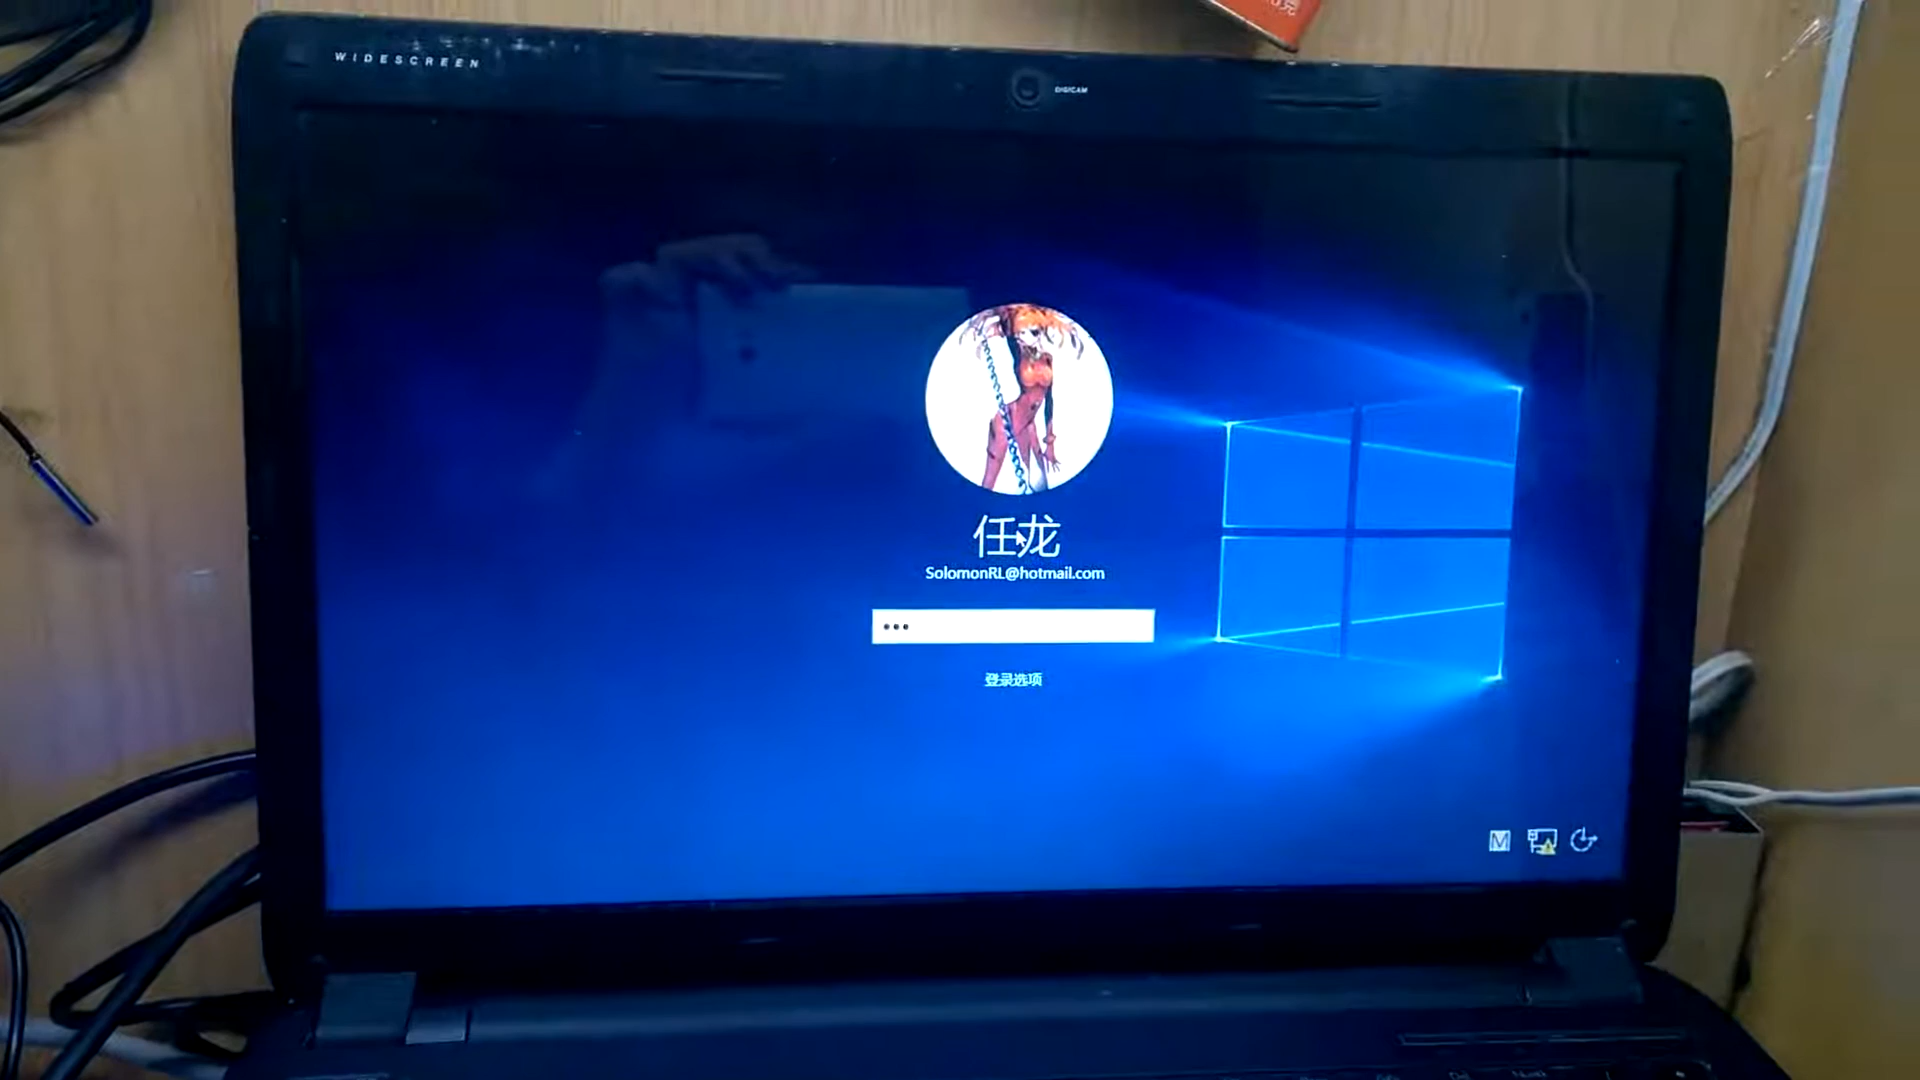 WIDESCREEN
DIGICAM
任龙
SolomonRL@hotmail.com
登录选项
M